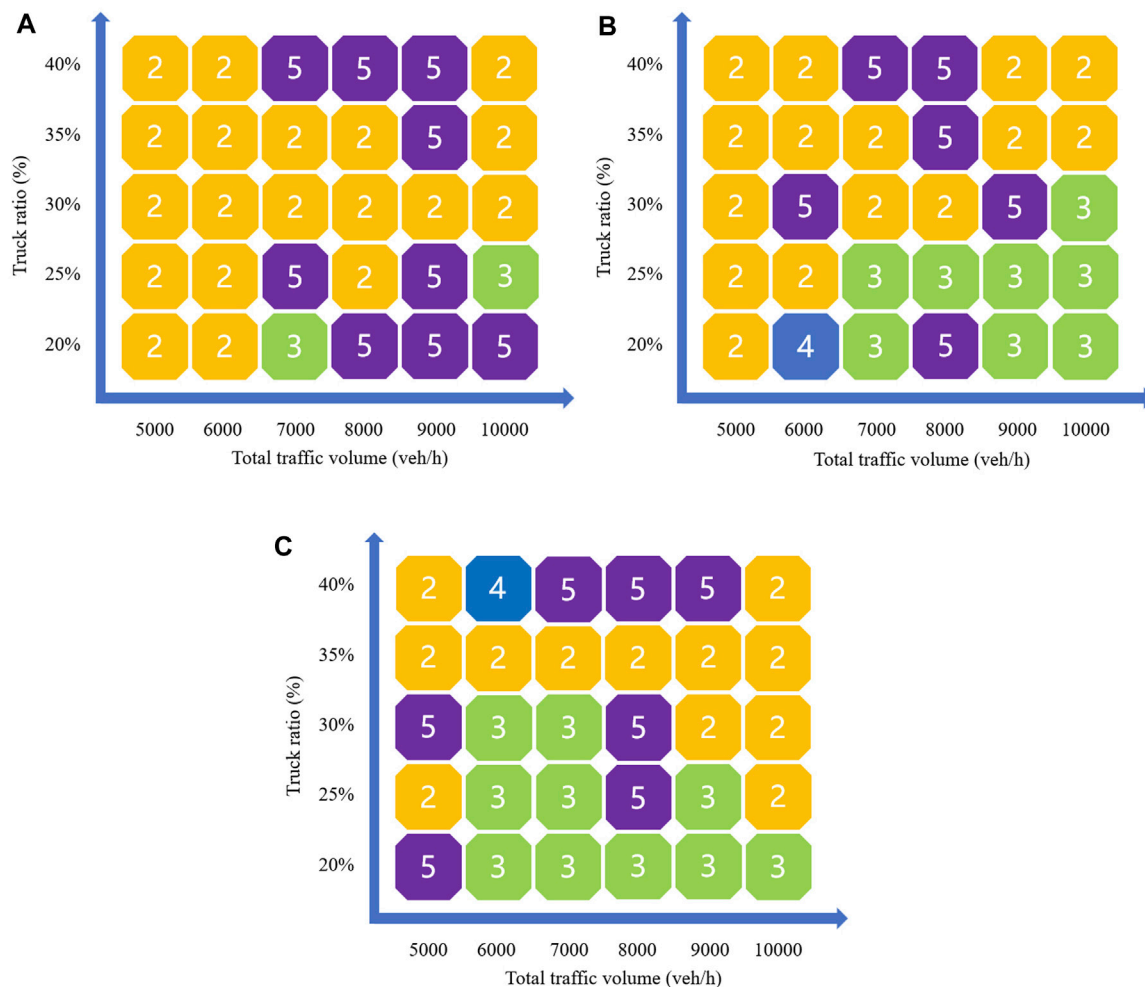 A
40% 2 2 5 5 5 2
35% 2 2 2 2 5 2
30% 2 2 2 2 2 2
25% 2 2 5 2 5 3
20% 2 2 3 5 5 5
Truck ratio (%)
5000 6000 7000 8000 9000 10000
Total traffic volume (veh/h)
B
40% 2 2 5 5 2 2
35% 2 2 2 5 2 2
30% 2 5 2 2 5 3
25% 2 2 3 3 3 3
20% 2 4 3 5 3 3
Truck ratio (%)
5000 6000 7000 8000 9000 10000
Total traffic volume (veh/h)
C
40% 2 4 5 5 5 2
35% 2 2 2 2 2 2
30% 5 3 3 5 2 2
25% 2 3 3 5 3 2
20% 5 3 3 3 3 3
Truck ratio (%)
5000 6000 7000 8000 9000 10000
Total traffic volume (veh/h)